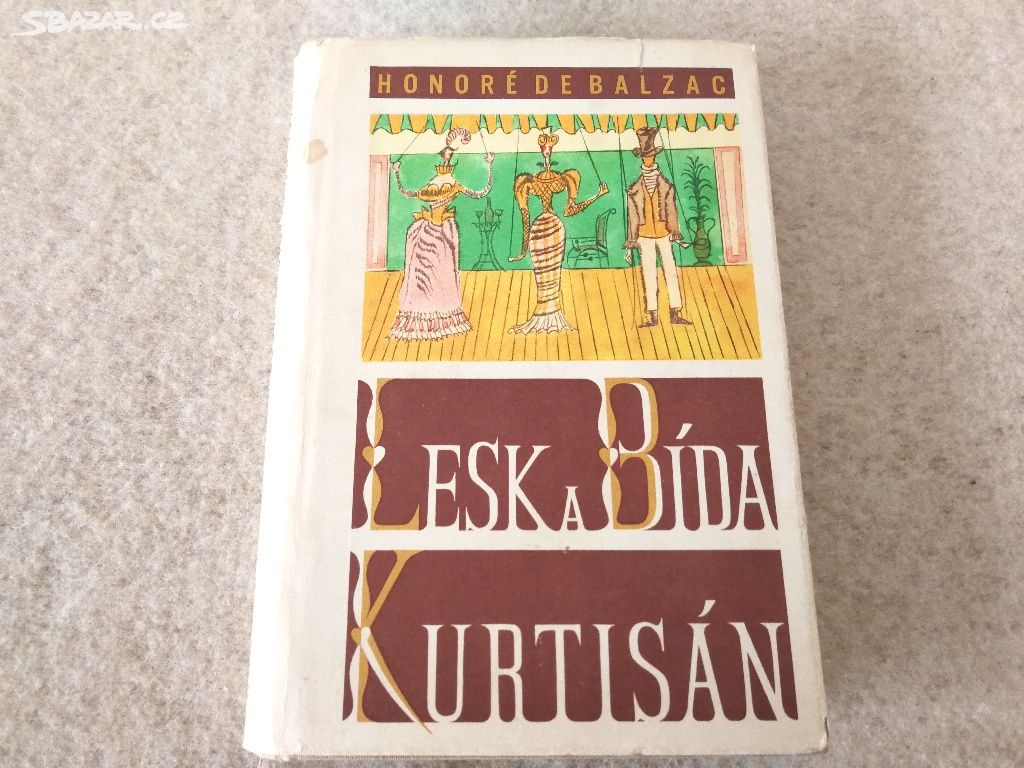 SBAZAR.CZ
HONORÉ DE BALZAC
LESK A BÍDA
KURTISÁN